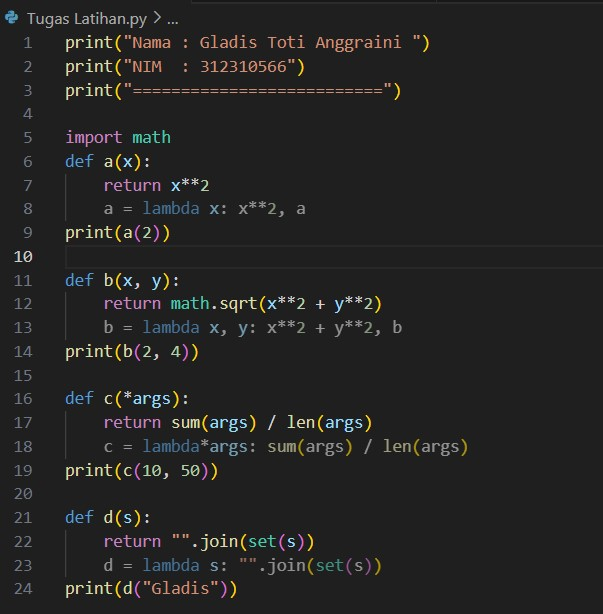 Tugas Latihan.py > ...
1 print("Nama : Gladis Toti Anggraini ")
2 print("NIM  : 312310566")
3 print("==========================")
4
5 import math
6 def a(x):
7     return x**2
8     a = lambda x: x**2, a
9 print(a(2))
10
11 def b(x, y):
12     return math.sqrt(x**2 + y**2)
13     b = lambda x, y: x**2 + y**2, b
14 print(b(2, 4))
15
16 def c(*args):
17     return sum(args) / len(args)
18     c = lambda*args: sum(args) / len(args)
19 print(c(10, 50))
20
21 def d(s):
22     return "".join(set(s))
23     d = lambda s: "".join(set(s))
24 print(d("Gladis"))